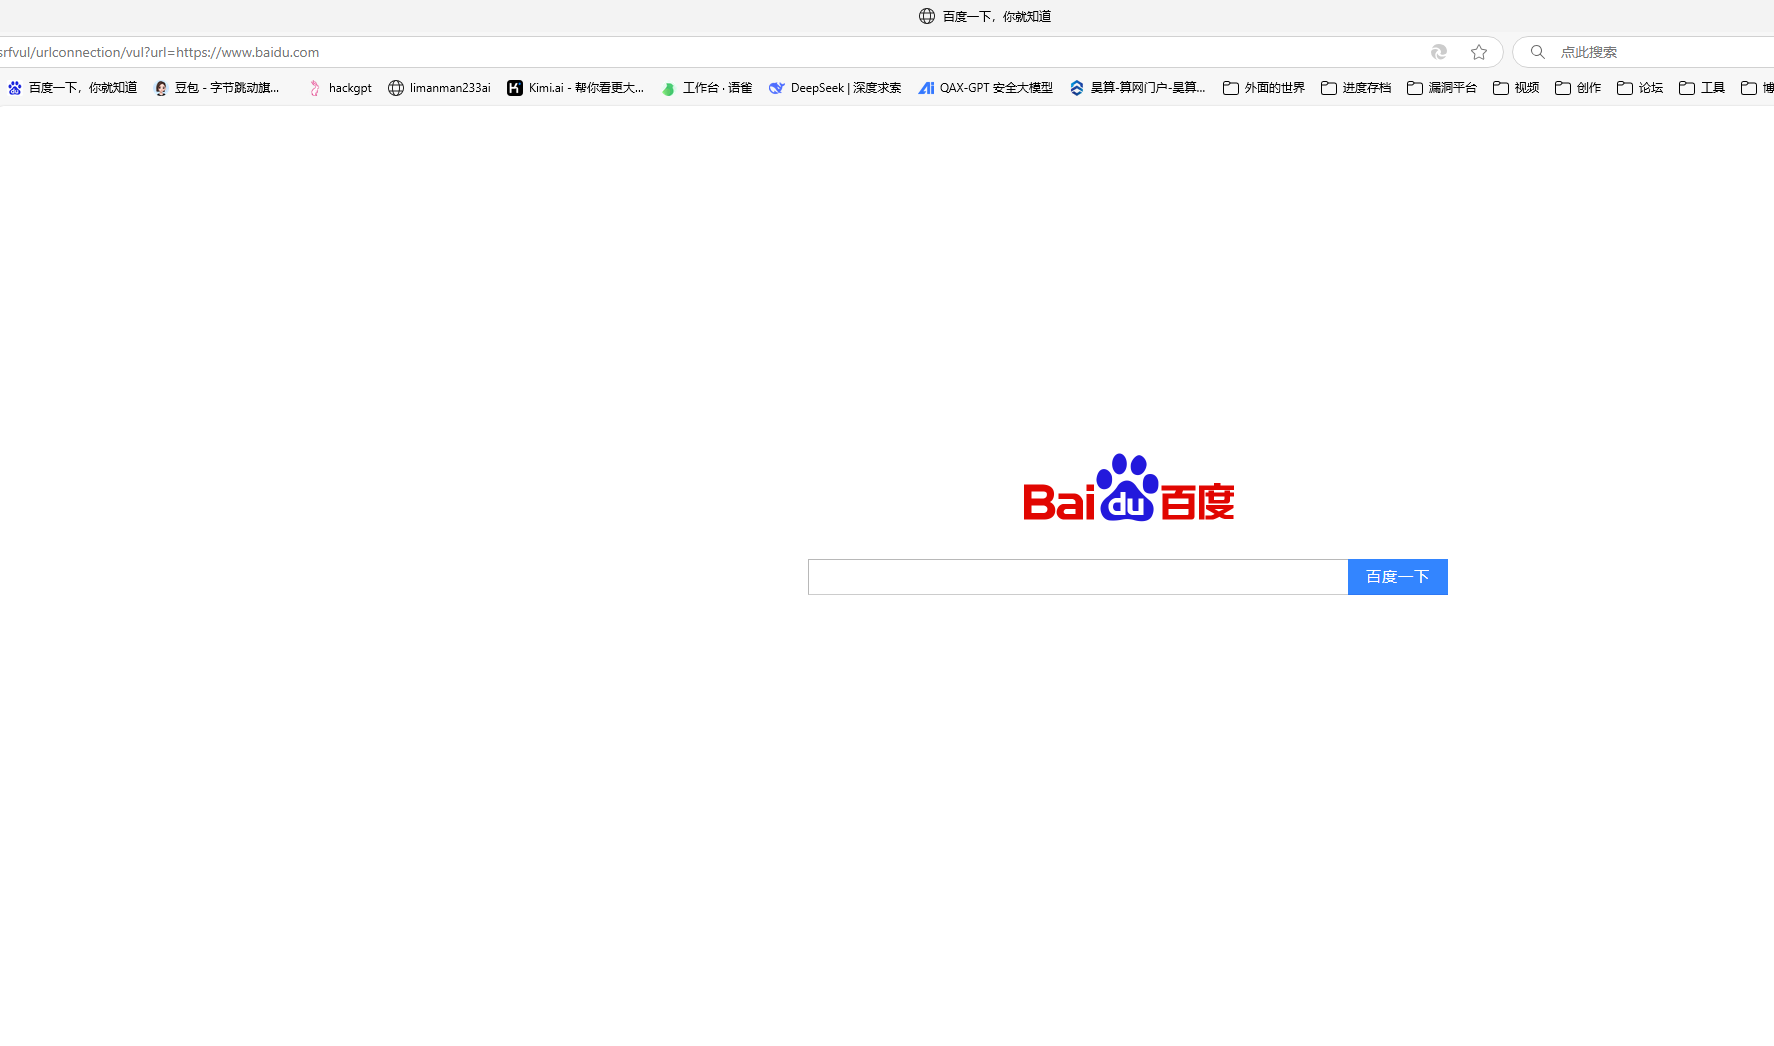 百度一下，你就知道
srfvul/urlconnection/vul?url=https://www.baidu.com
点此搜索
百度一下，你就知道 豆包 - 字节跳动旗... hackgpt limanman233ai Kimi.ai - 帮你看更大... 工作台 · 语雀 DeepSeek | 深度求索 QAX-GPT 安全大模型 昊算-算网门户-昊算... 外面的世界 进度存档 漏洞平台 视频 创作 论坛 工具 博
Baidu百度
百度一下